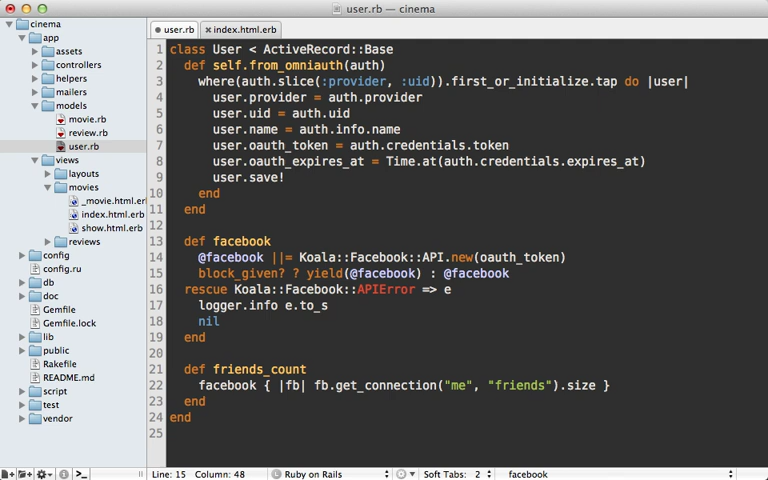 user.rb — cinema
cinema
app
assets
controllers
helpers
mailers
models
movie.rb
review.rb
user.rb
views
layouts
movies
_movie.html.er
index.html.erb
show.html.erb
reviews
config
config.ru
db
doc
Gemfile
Gemfile.lock
lib
public
Rakefile
README.md
script
test
vendor
user.rb
index.html.erb
1 class User < ActiveRecord::Base
2 def self.from_omniauth(auth)
3 where(auth.slice(:provider, :uid)).first_or_initialize.tap do |user|
4 user.provider = auth.provider
5 user.uid = auth.uid
6 user.name = auth.info.name
7 user.oauth_token = auth.credentials.token
8 user.oauth_expires_at = Time.at(auth.credentials.expires_at)
9 user.save!
10 end
11 end
12
13 def facebook
14 @facebook ||= Koala::Facebook::API.new(oauth_token)
15 block_given? ? yield(@facebook) : @facebook
16 rescue Koala::Facebook::APIError => e
17 logger.info e.to_s
18 nil
19 end
20
21 def friends_count
22 facebook { |fb| fb.get_connection("me", "friends").size }
23 end
24 end
25
Line: 15 Column: 48 Ruby on Rails Soft Tabs: 2 facebook